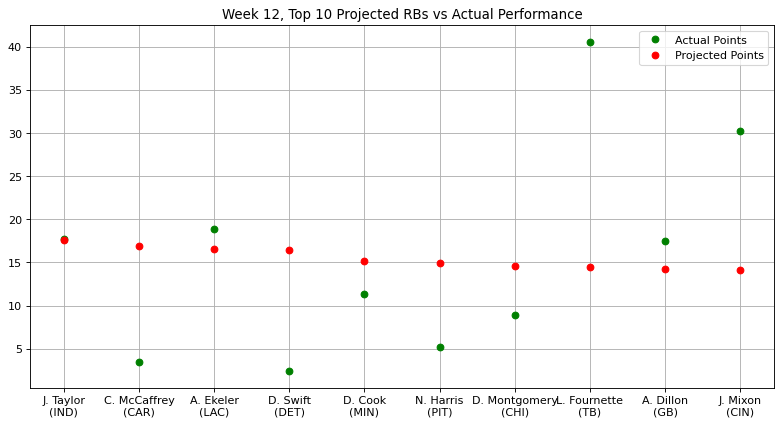 Week 12, Top 10 Projected RBs vs Actual Performance
Actual Points
Projected Points
40
35
30
25
20
15
10
5
J. Taylor C. McCaffrey A. Ekeler D. Swift D. Cook N. Harris D. Montgomery L. Fournette A. Dillon J. Mixon
(IND) (CAR) (LAC) (DET) (MIN) (PIT) (CHI) (TB) (GB) (CIN)